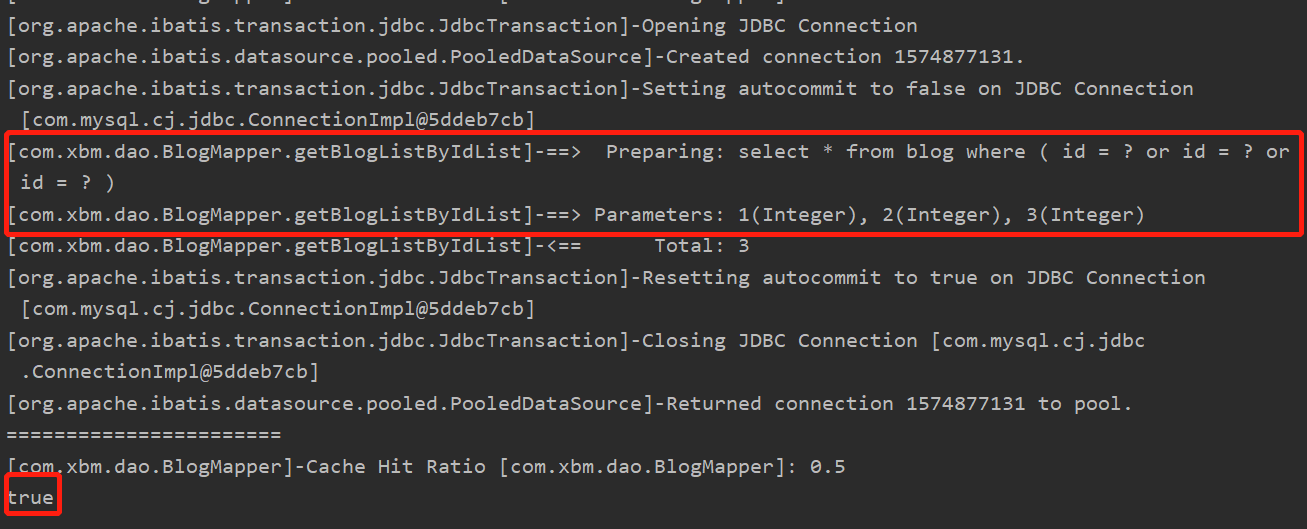 [org.apache.ibatis.transaction.jdbc.JdbcTransaction]-Opening JDBC Connection
[org.apache.ibatis.datasource.pooled.PooledDataSource]-Created connection 1574877131.
[org.apache.ibatis.transaction.jdbc.JdbcTransaction]-Setting autocommit to false on JDBC Connection
[com.mysql.cj.jdbc.ConnectionImpl@5ddeb7cb]
[com.xbm.dao.BlogMapper.getBlogListByIdList]-==>  Preparing: select * from blog where ( id = ? or id = ? or
id = ? )
[com.xbm.dao.BlogMapper.getBlogListByIdList]-==> Parameters: 1(Integer), 2(Integer), 3(Integer)
[com.xbm.dao.BlogMapper.getBlogListByIdList]-<==      Total: 3
[org.apache.ibatis.transaction.jdbc.JdbcTransaction]-Resetting autocommit to true on JDBC Connection
[com.mysql.cj.jdbc.ConnectionImpl@5ddeb7cb]
[org.apache.ibatis.transaction.jdbc.JdbcTransaction]-Closing JDBC Connection [com.mysql.cj.jdbc
.ConnectionImpl@5ddeb7cb]
[org.apache.ibatis.datasource.pooled.PooledDataSource]-Returned connection 1574877131 to pool.
=======================
[com.xbm.dao.BlogMapper]-Cache Hit Ratio [com.xbm.dao.BlogMapper]: 0.5
true